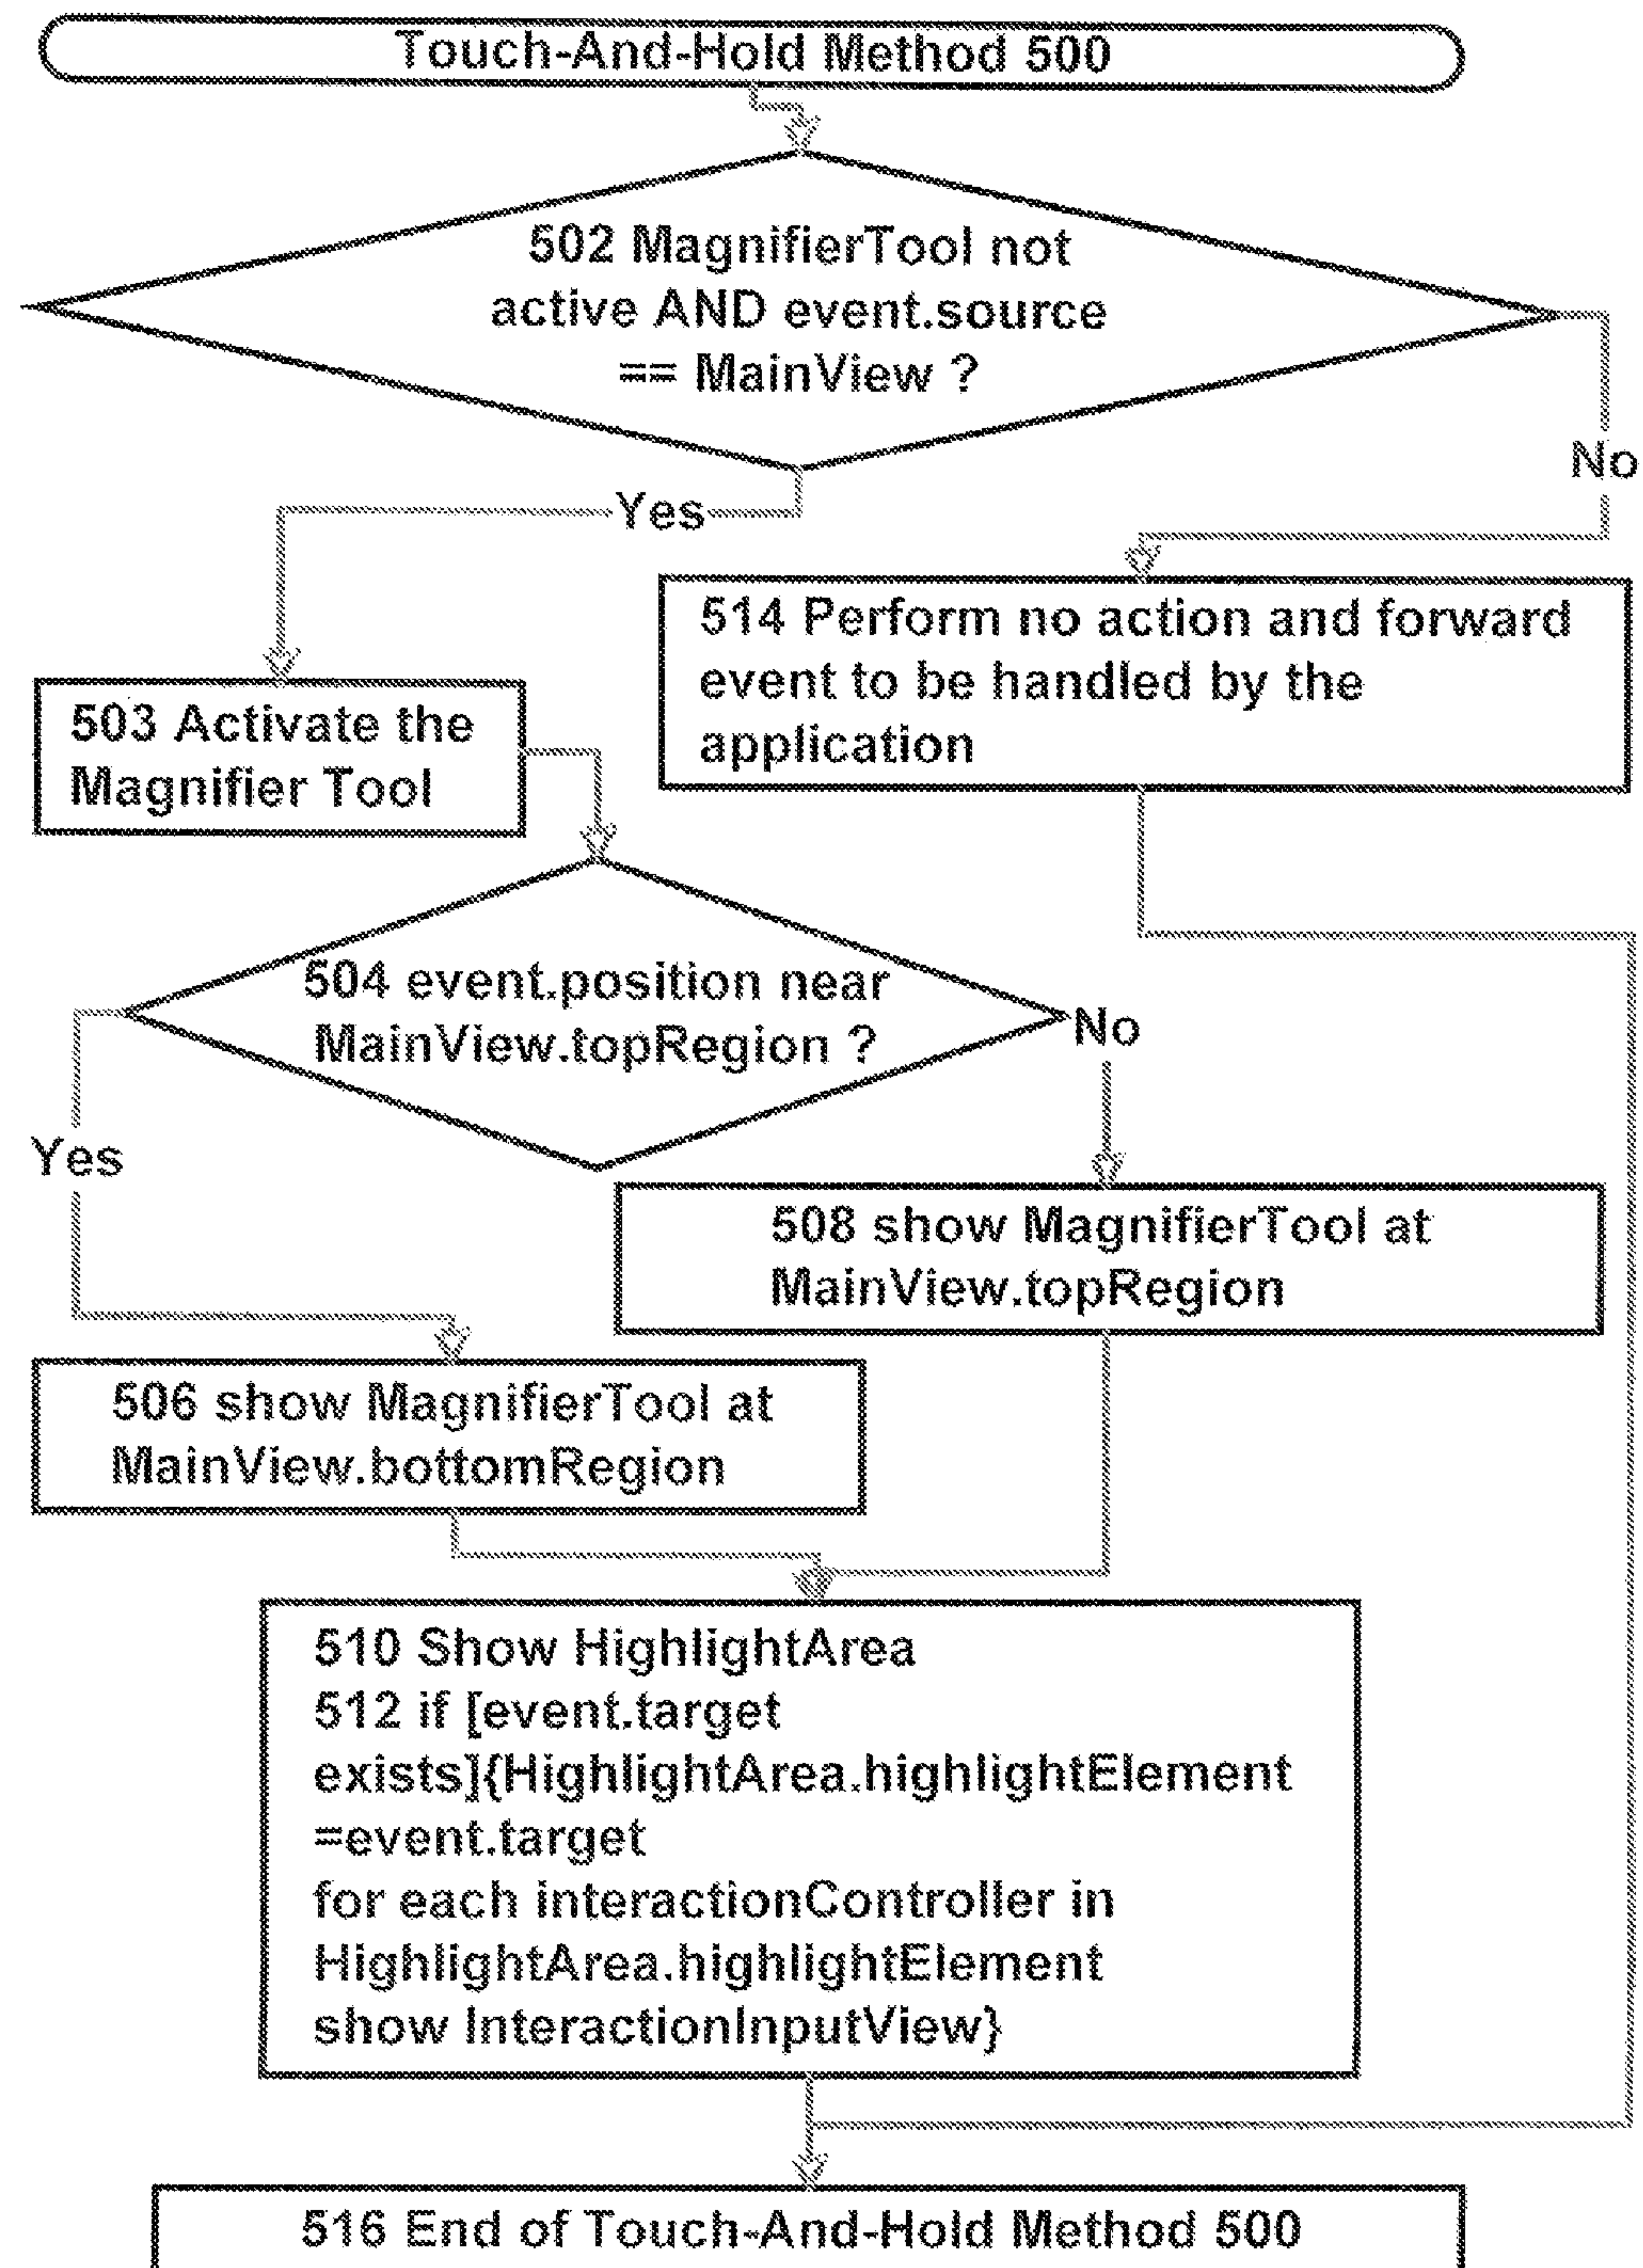 Touch-And-Hold Method 500
502 MagnifierTool not
active AND event.source
== MainView ?
No
Yes
514 Perform no action and forward
event to be handled by the
application
503 Activate the
Magnifier Tool
504 event.position near
MainView.topRegion ?
No
Yes
508 show MagnifierTool at
MainView.topRegion
506 show MagnifierTool at
MainView.bottomRegion
510 Show HighlightArea
512 if [event.target
exists]{HighlightArea.highlightElement
=event.target
for each interactionController in
HighlightArea.highlightElement
show InteractionInputView}
516 End of Touch-And-Hold Method 500